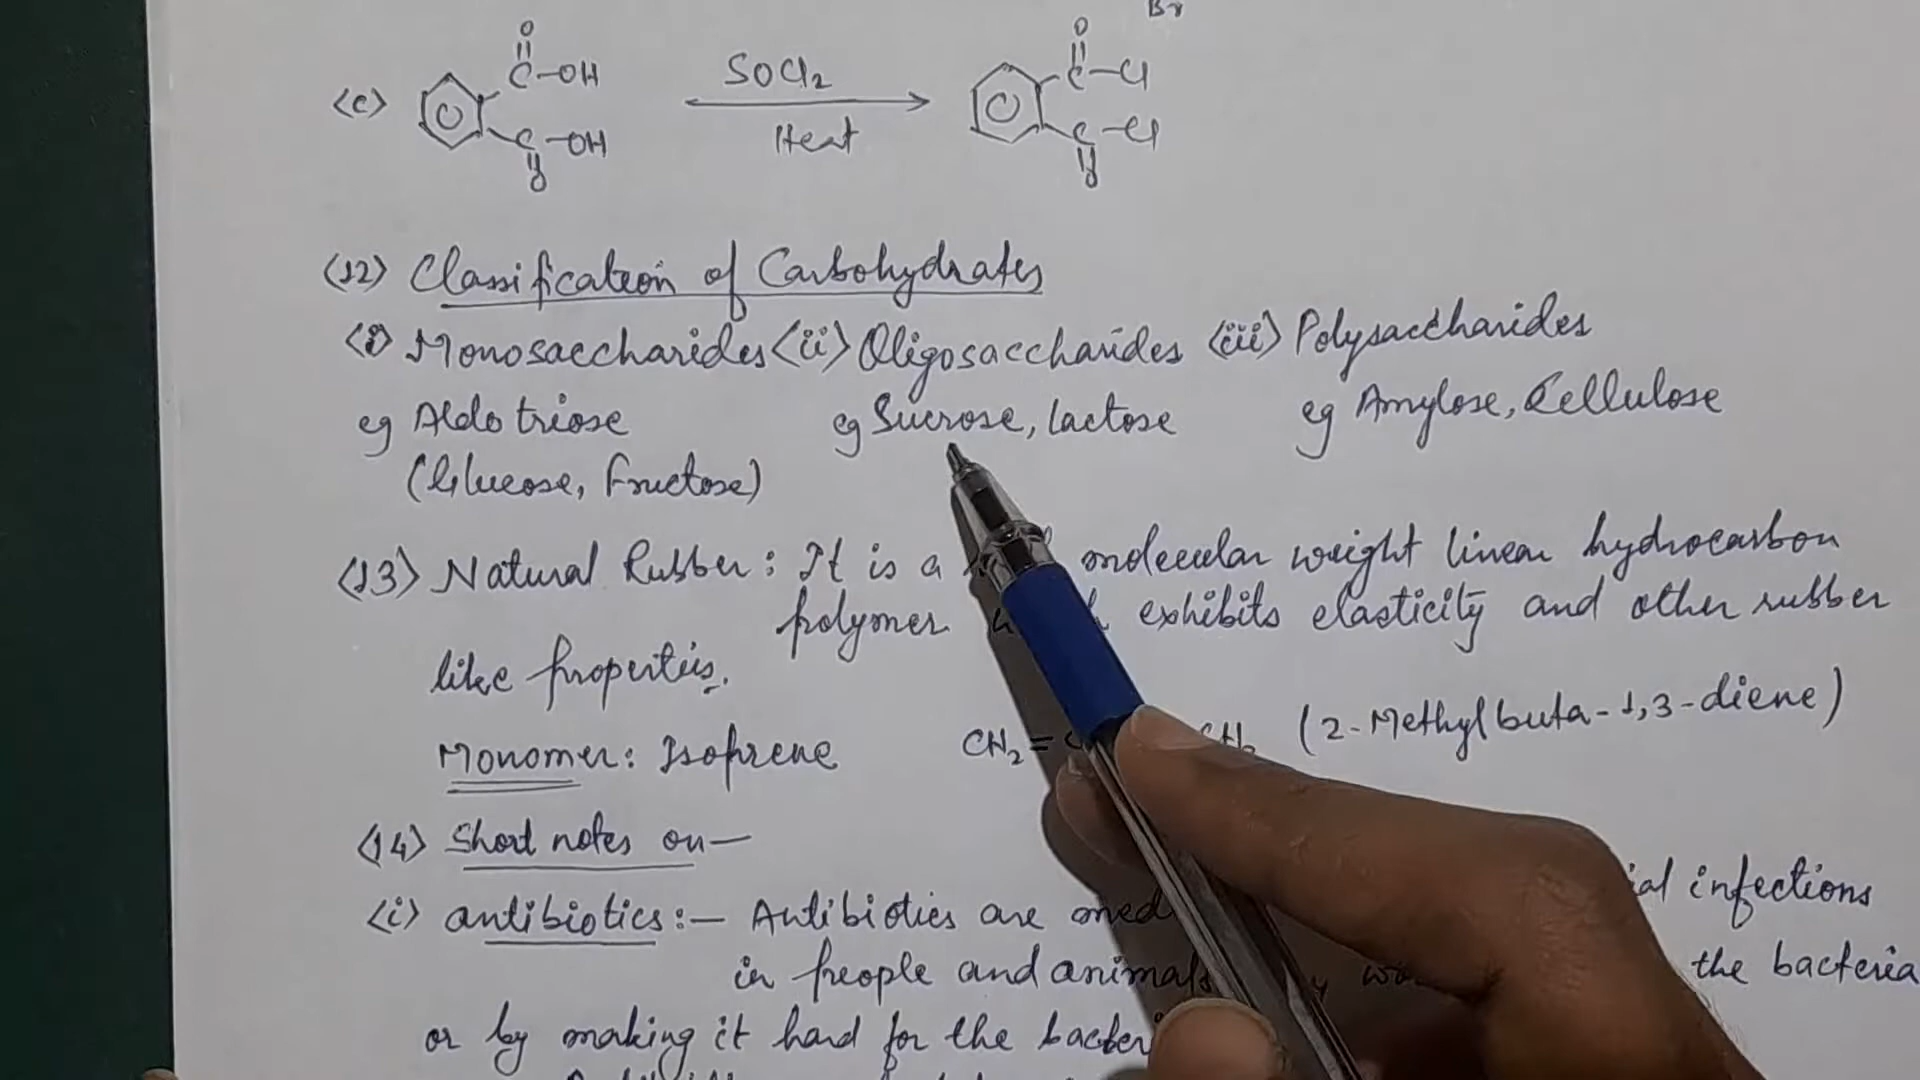 Br
(c) O=C-OH C-OH=O SOCl2 Heat O=C-Cl C-Cl=O
(12) Classification of Carbohydrates
(i) Monosaccharides (ii) Oligosaccharides (iii) Polysaccharides
eg Aldotriose eg Sucrose, lactose eg Amylose, Cellulose
(Glucose, Fructose)
(13) Natural Rubber: It is a molecular weight linear hydrocarbon
polymer exhibits elasticity and other rubber
like properties.
Monomer: Isoprene CH2= (2-Methylbuta-1,3-diene)
(14) Short notes on—
(i) antibiotics:— Antibiotics are infections
in people and animals. the bacteria
or by making it hard for the